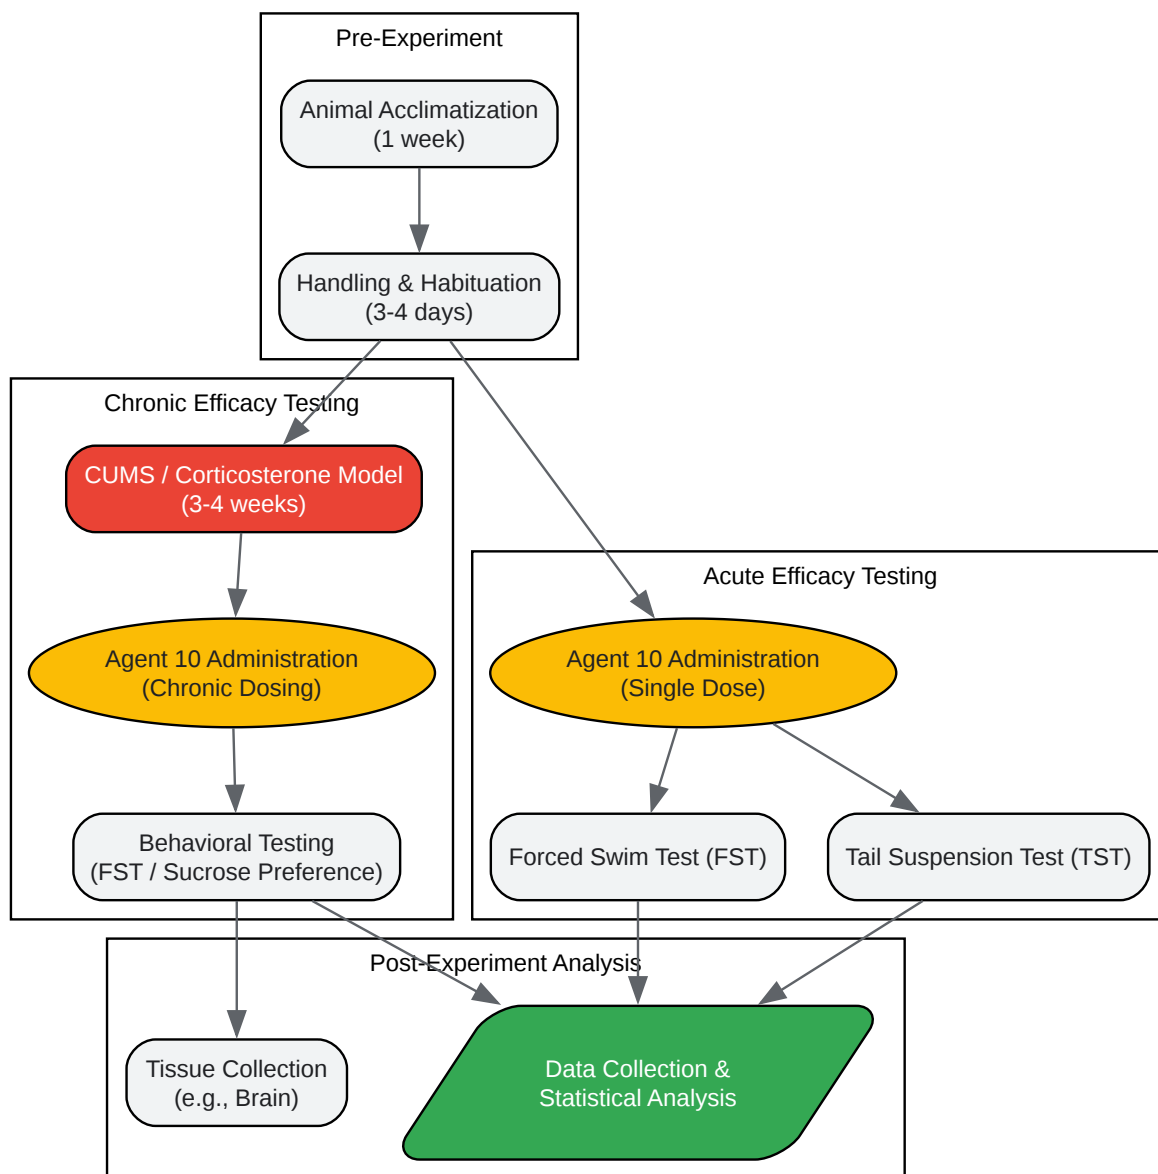 Pre-Experiment
Animal Acclimatization
(1 week)
Handling & Habituation
(3-4 days)
Chronic Efficacy Testing
CUMS / Corticosterone Model
(3-4 weeks)
Agent 10 Administration
(Chronic Dosing)
Behavioral Testing
(FST / Sucrose Preference)
Acute Efficacy Testing
Agent 10 Administration
(Single Dose)
Forced Swim Test (FST)
Tail Suspension Test (TST)
Post-Experiment Analysis
Tissue Collection
(e.g., Brain)
Data Collection &
Statistical Analysis